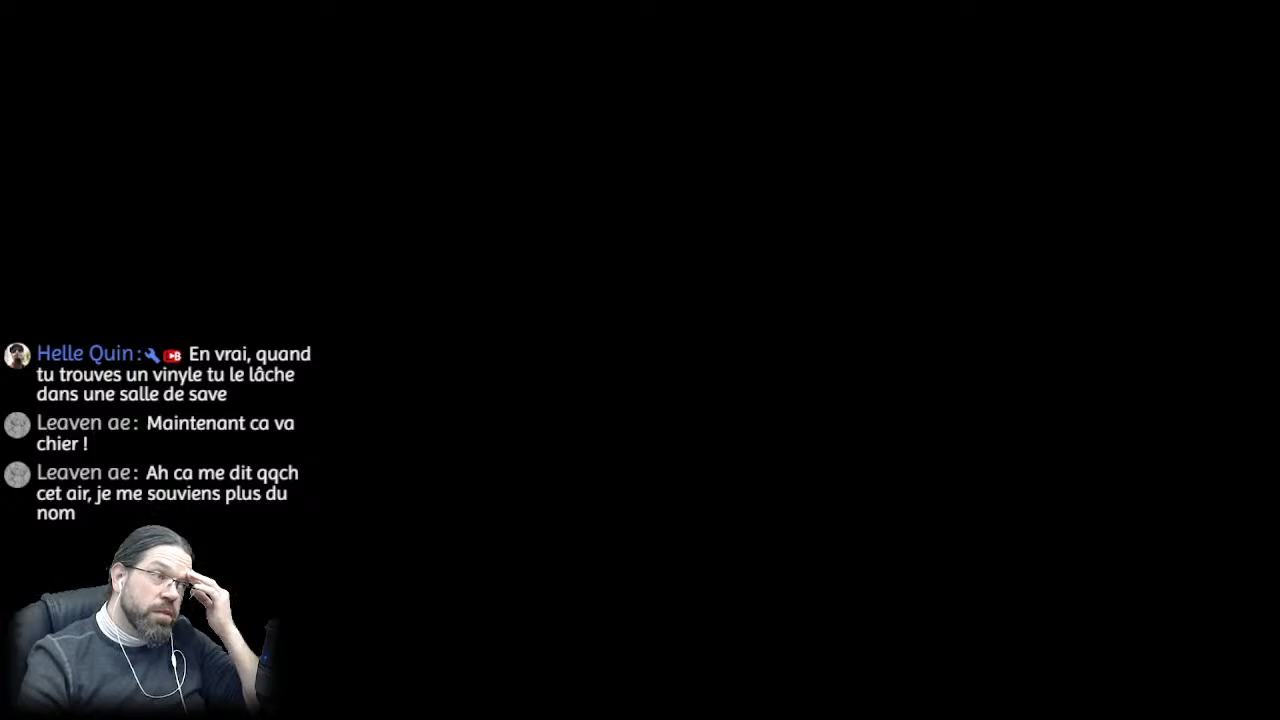 Helle Quin: En vrai, quand
tu trouves un vinyle tu le lâche
dans une salle de save
Leaven ae: Maintenant ca va
chier !
Leaven ae: Ah ca me dit qqch
cet air, je me souviens plus du
nom